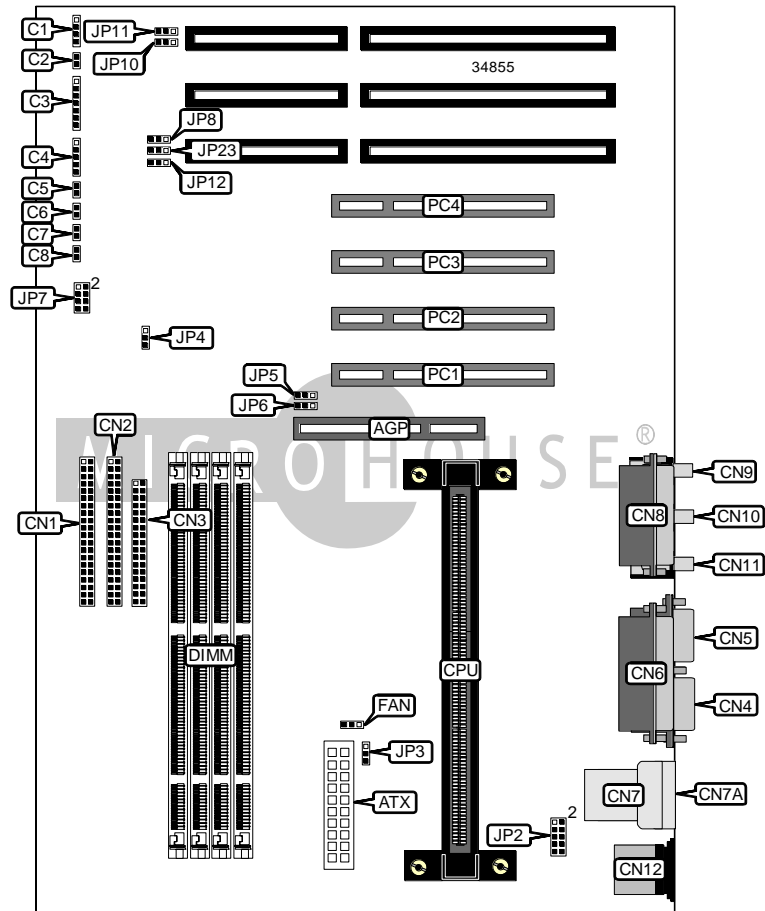 C1
JP11
C2
JP10
34855
C3
JP8
C4
JP23
JP12
C5
PC4
C6
C7
C8
PC3
2
JP7
PC2
JP4
PC1
JP5
JP6
CN2
AGP
MICROHOUSE®
CN9
CN8
CN3
CN1
CN10
CN11
CN5
DIMM
CPU
CN6
CN4
FAN
JP3
ATX
CN7
CN7A
2
JP2
CN12